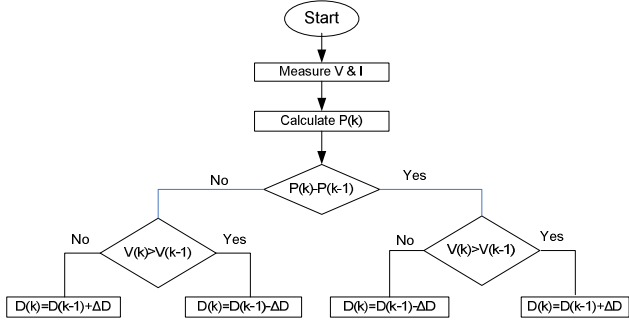 Start
Measure V & I
Calculate P(k)
P(k)-P(k-1)
No
Yes
V(k)>V(k-1)
No
Yes
V(k)>V(k-1)
No
Yes
D(k)=D(k-1)+ΔD
D(k)=D(k-1)-ΔD
D(k)=D(k-1)-ΔD
D(k)=D(k-1)+ΔD